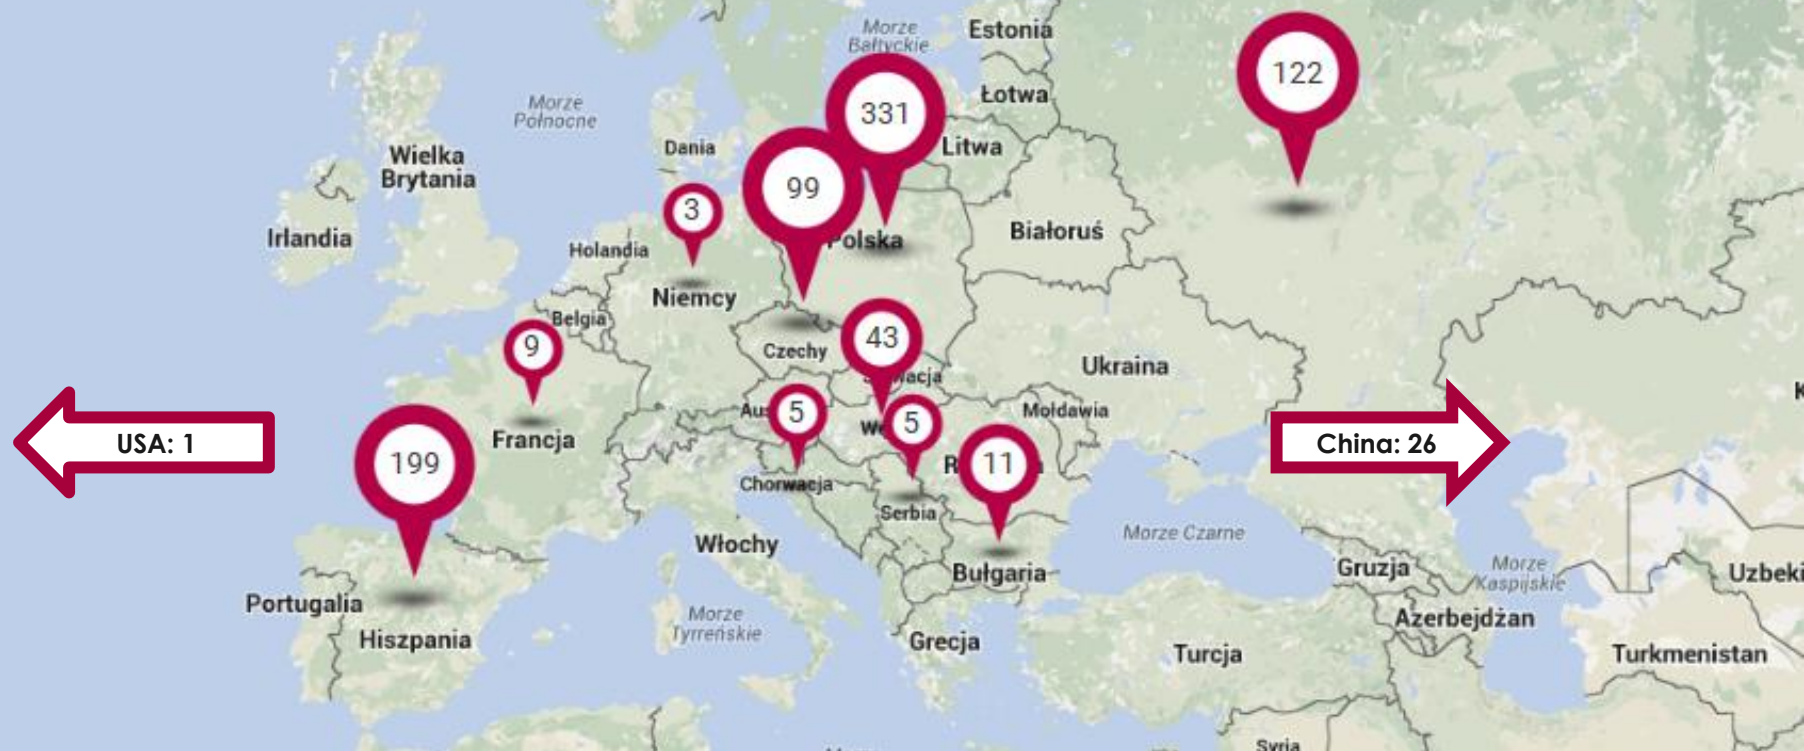 Morze
Bałtyckie
Estonia
122
331
Łotwa
Morze
Północne
Wielka
Brytania
Dania
Litwa
99
3
Irlandia
Holandia
Polska
Białoruś
Niemcy
Belgia
9
43
Czechy
Ukraina
5
Mołdawia
5
USA: 1
Francja
199
11
China: 26
Chorwacja
Serbia
Włochy
Morze Czarne
Bułgaria
Gruzja
Morze
Kaspijskie
Uzbeki
Portugalia
Hiszpania
Morze
Tyrreńskie
Grecja
Azerbejdżan
Turcja
Turkmenistan
Syria